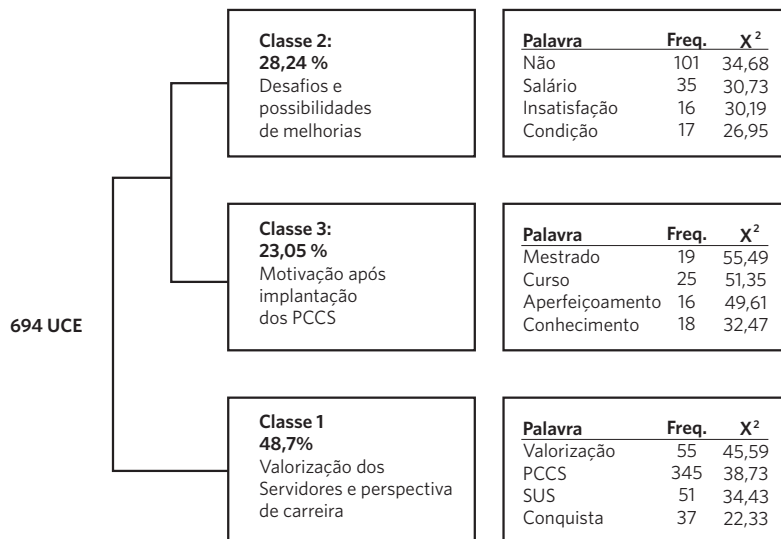 694 UCE
Classe 2:
28,24 %
Desafios e
possibilidades
de melhorias
Palavra Freq. X²
Não 101 34,68
Salário 35 30,73
Insatisfação 16 30,19
Condição 17 26,95
Classe 3:
23,05 %
Motivação após
implantação
dos PCCS
Palavra Freq. X²
Mestrado 19 55,49
Curso 25 51,35
Aperfeiçoamento 16 49,61
Conhecimento 18 32,47
Classe 1
48,7%
Valorização dos
Servidores e perspectiva
de carreira
Palavra Freq. X²
Valorização 55 45,59
PCCS 345 38,73
SUS 51 34,43
Conquista 37 22,33